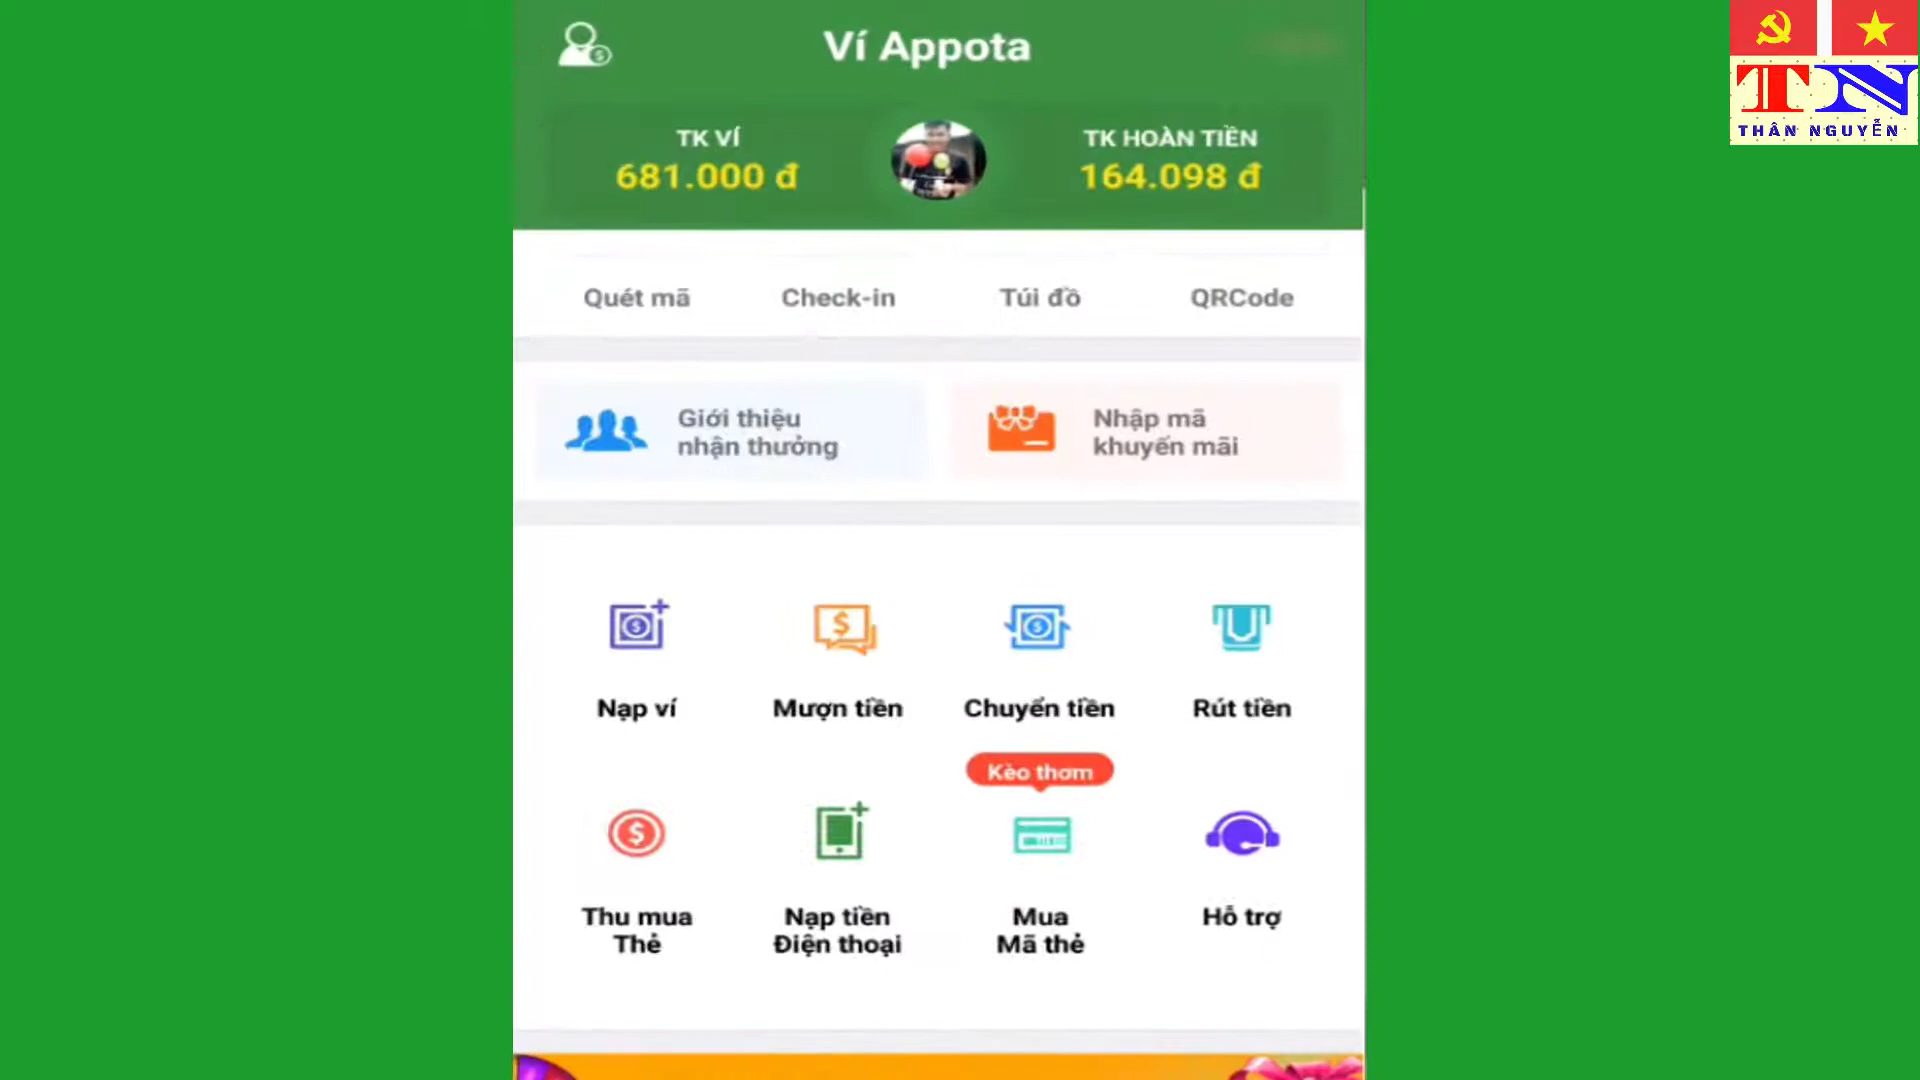 Ví Appota
TK VÍ
681.000 đ
TK HOÀN TIỀN
164.098 đ
TN
THÂN NGUYỄN
Quét mã
Check-in
Túi đồ
QRCode
Giới thiệu
nhận thưởng
Nhập mã
khuyến mãi
Nạp ví
Mượn tiền
Chuyển tiền
Rút tiền
Kèo thơm
Thu mua
Thẻ
Nạp tiền
Điện thoại
Mua
Mã thẻ
Hỗ trợ